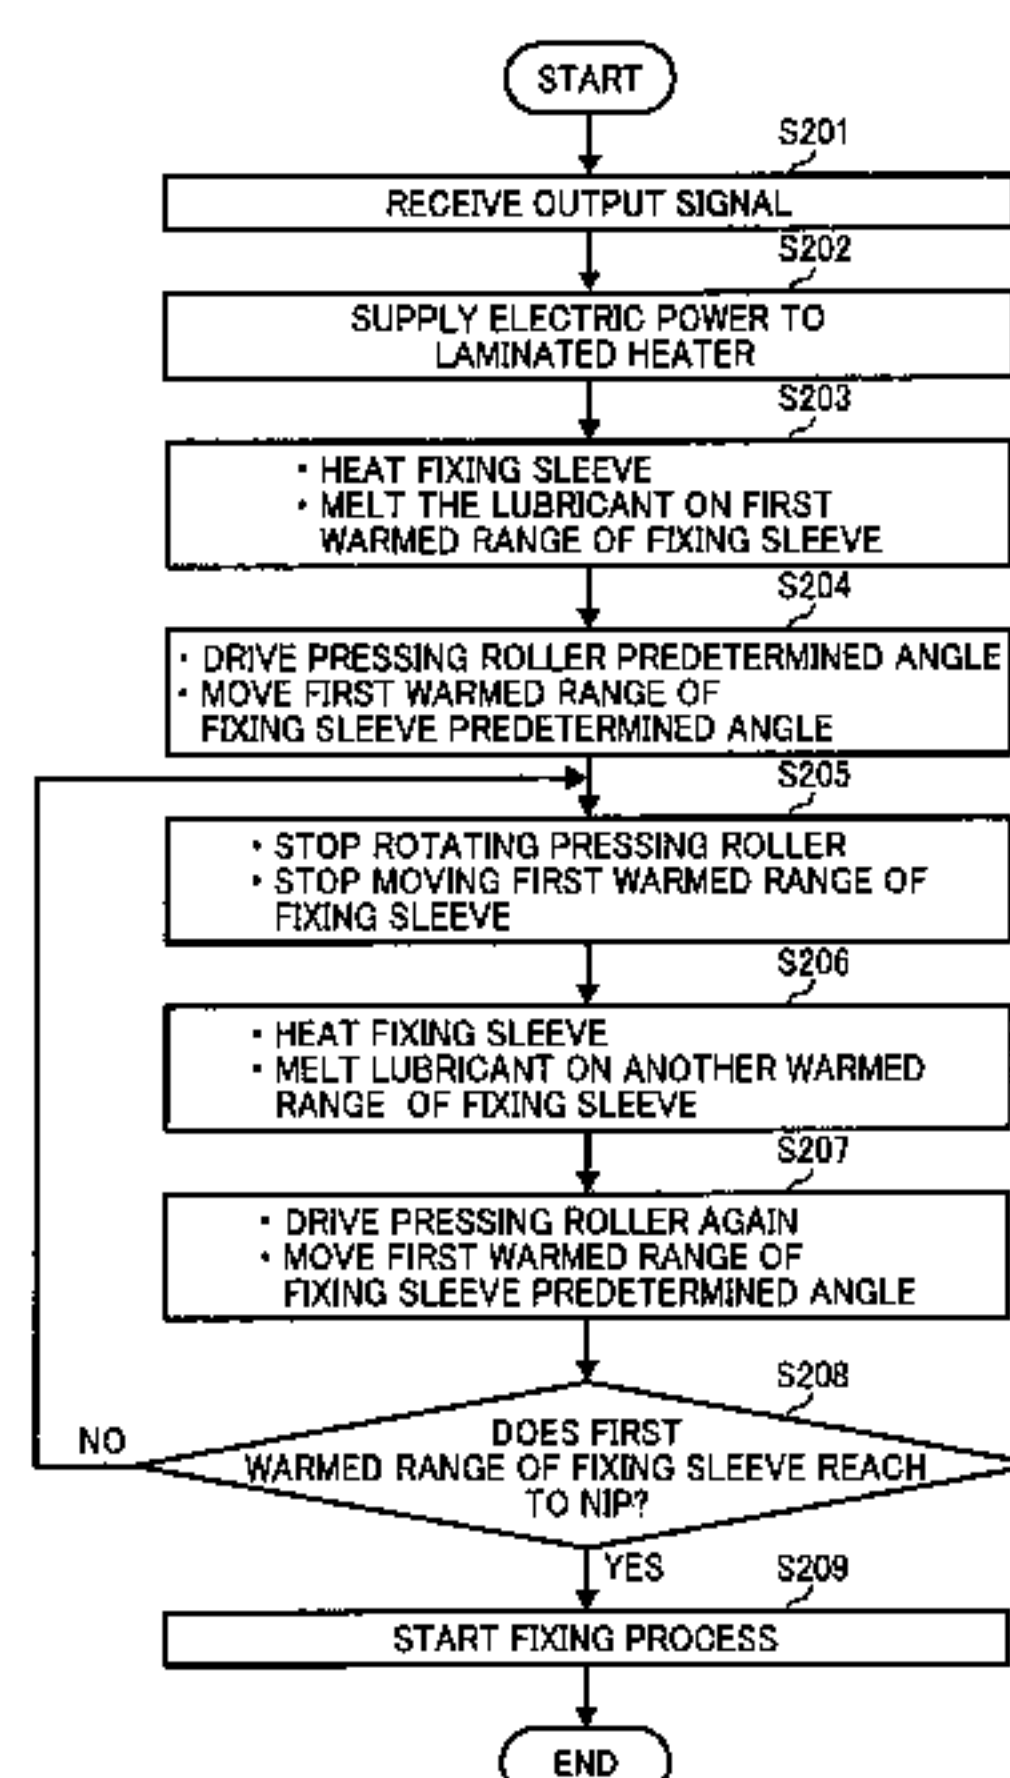 START
S201
RECEIVE OUTPUT SIGNAL
S202
SUPPLY ELECTRIC POWER TO
LAMINATED HEATER
S203
・HEAT FIXING SLEEVE
・MELT THE LUBRICANT ON FIRST
WARMED RANGE OF FIXING SLEEVE
S204
・DRIVE PRESSING ROLLER PREDETERMINED ANGLE
・MOVE FIRST WARMED RANGE OF
FIXING SLEEVE PREDETERMINED ANGLE
S205
・STOP ROTATING PRESSING ROLLER
・STOP MOVING FIRST WARMED RANGE OF
FIXING SLEEVE
S206
・HEAT FIXING SLEEVE
・MELT LUBRICANT ON ANOTHER WARMED
RANGE OF FIXING SLEEVE
S207
・DRIVE PRESSING ROLLER AGAIN
・MOVE FIRST WARMED RANGE OF
FIXING SLEEVE PREDETERMINED ANGLE
S208
DOES FIRST
WARMED RANGE OF FIXING SLEEVE REACH
TO NIP?
NO
YES
S209
START FIXING PROCESS
END